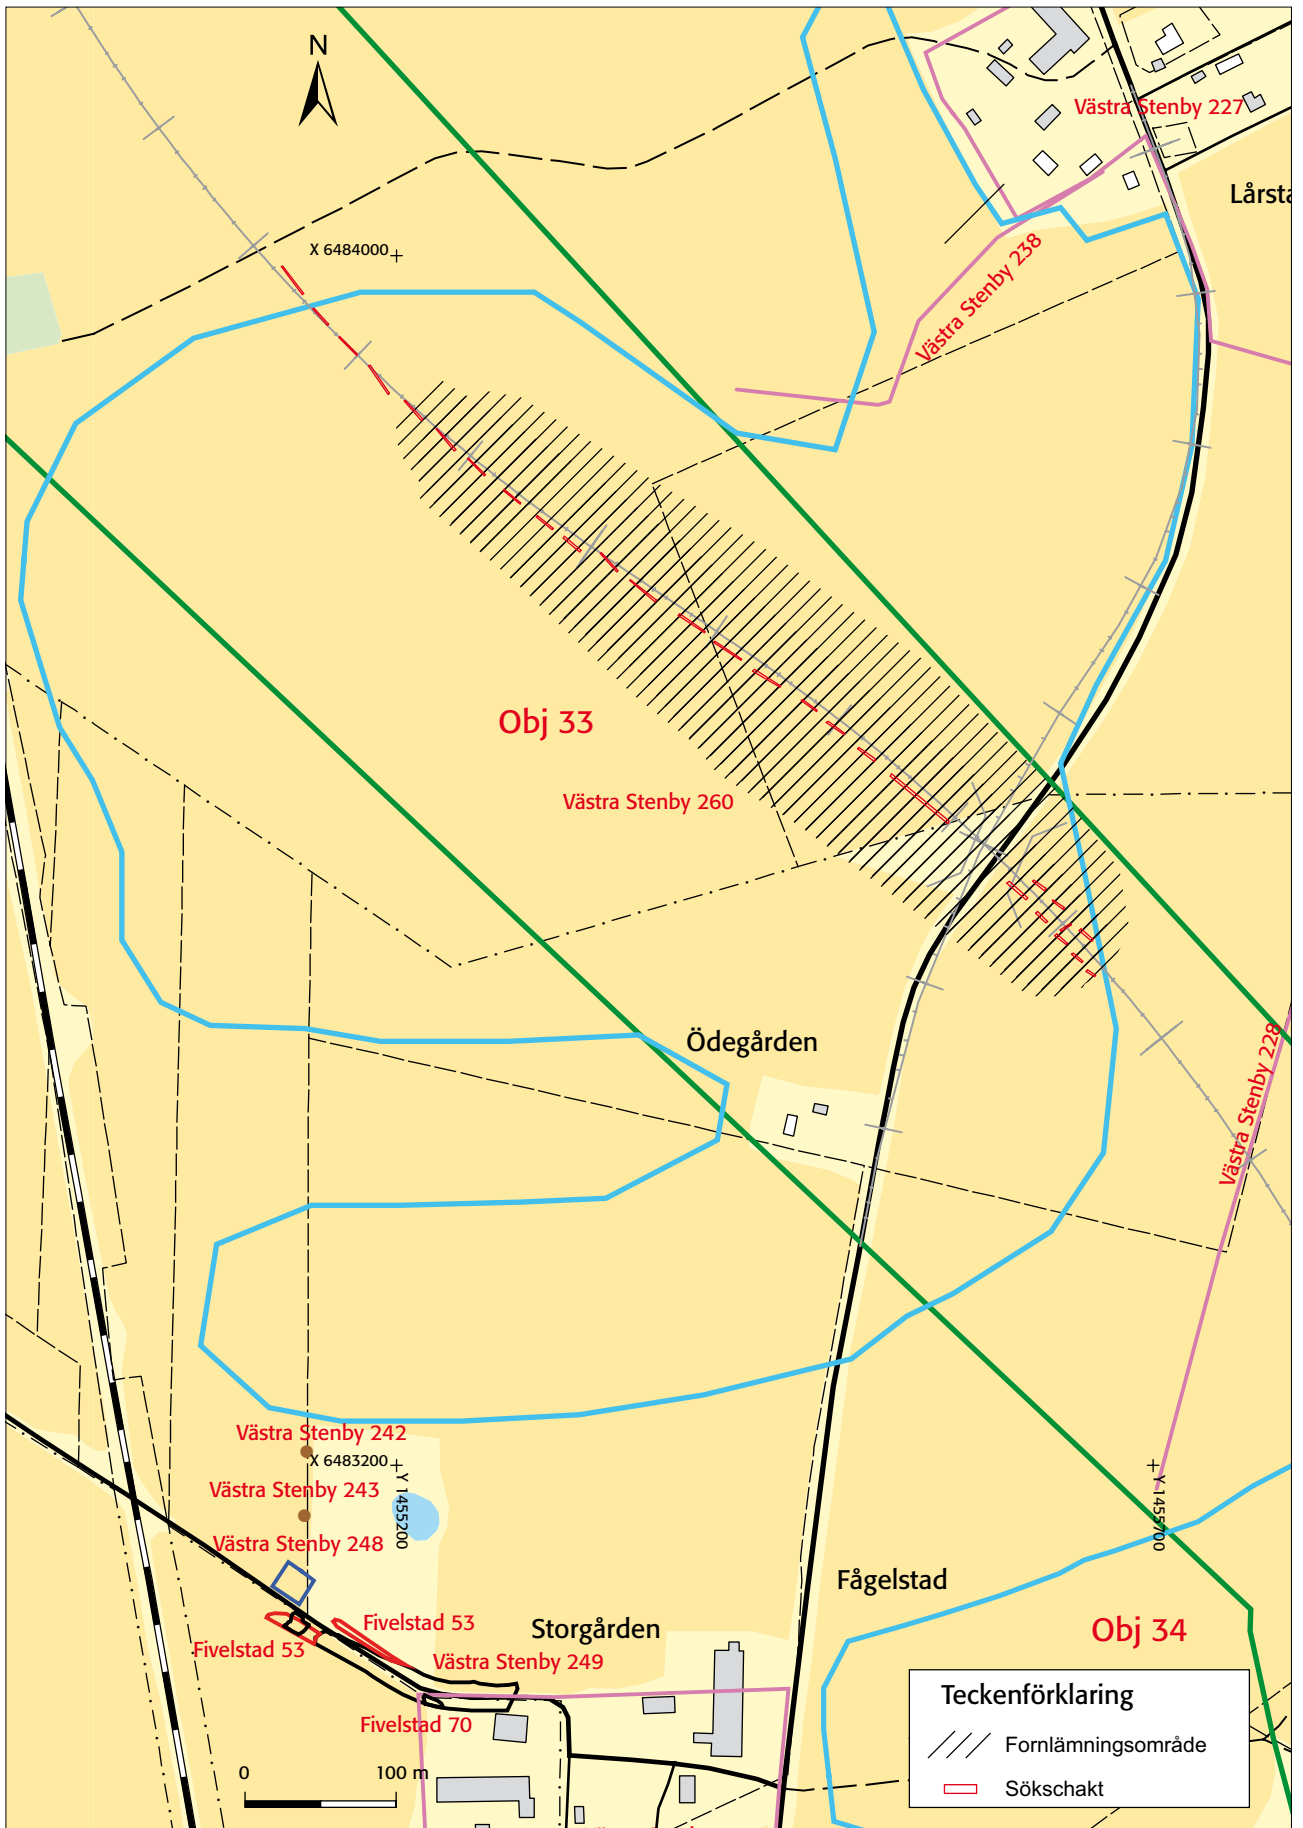 N
Västra Stenby 227
X 6484000
Västra Stenby 238
Obj 33
Västra Stenby 260
Ödegården
Västra Stenby 228
Västra Stenby 242
X 6483200
Y 1455200
Västra Stenby 243
Y 1455700
Västra Stenby 248
Fågelstad
Fivelstad 53
Storgården
Obj 34
Fivelstad 53
Västra Stenby 249
Fivelstad 70
0 100 m
Teckenförklaring
Fornlämningsområde
Sökschakt